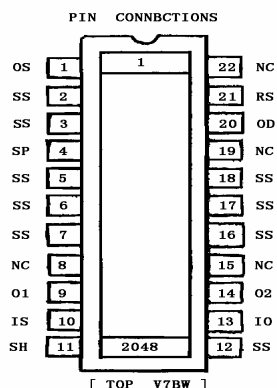 PIN CONNBCTIONS
OS 1 1 22 NC
SS 2 21 RS
SS 3 20 OD
SP 4 19 NC
SS 5 18 SS
SS 6 17 SS
SS 7 16 SS
NC 8 15 NC
O1 9 14 O2
IS 10 13 IO
SH 11 2048 12 SS
[ TOP V7BW ]